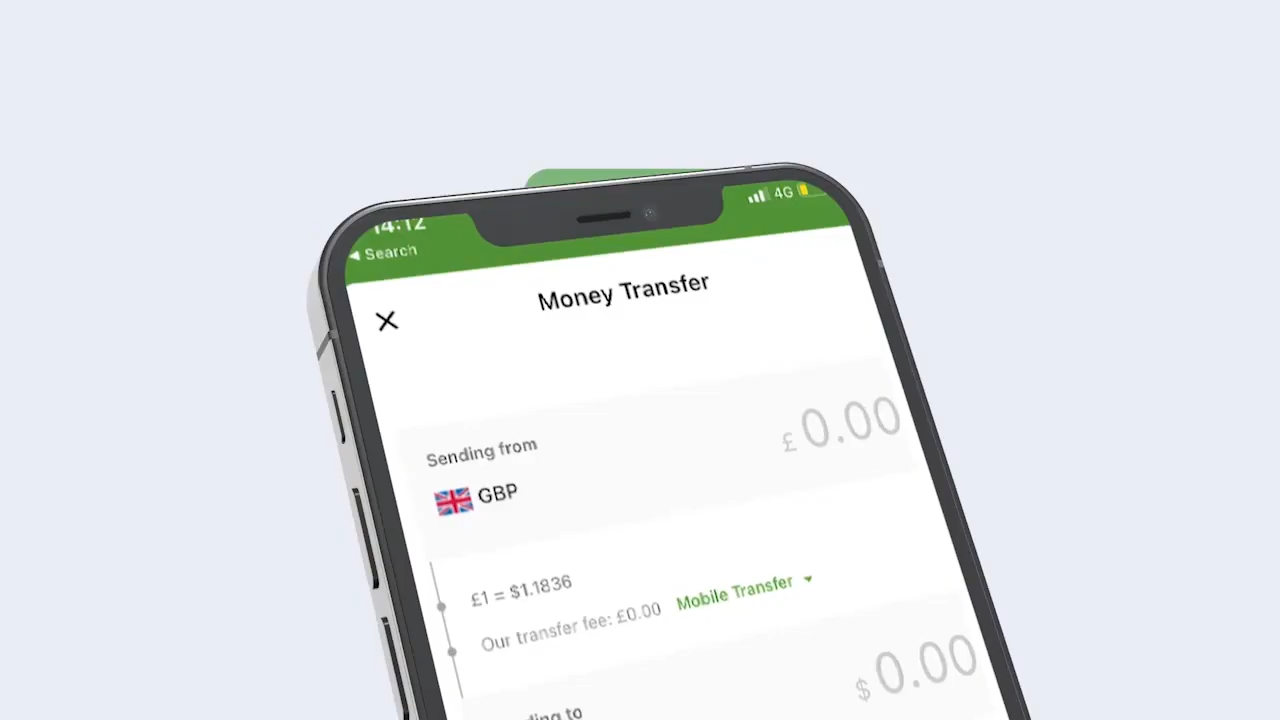 14:12
4G
Search
Money Transfer
Sending from
£ 0.00
GBP
£1 = $1.1836
Our transfer fee: £0.00 Mobile Transfer
$ 0.00
to